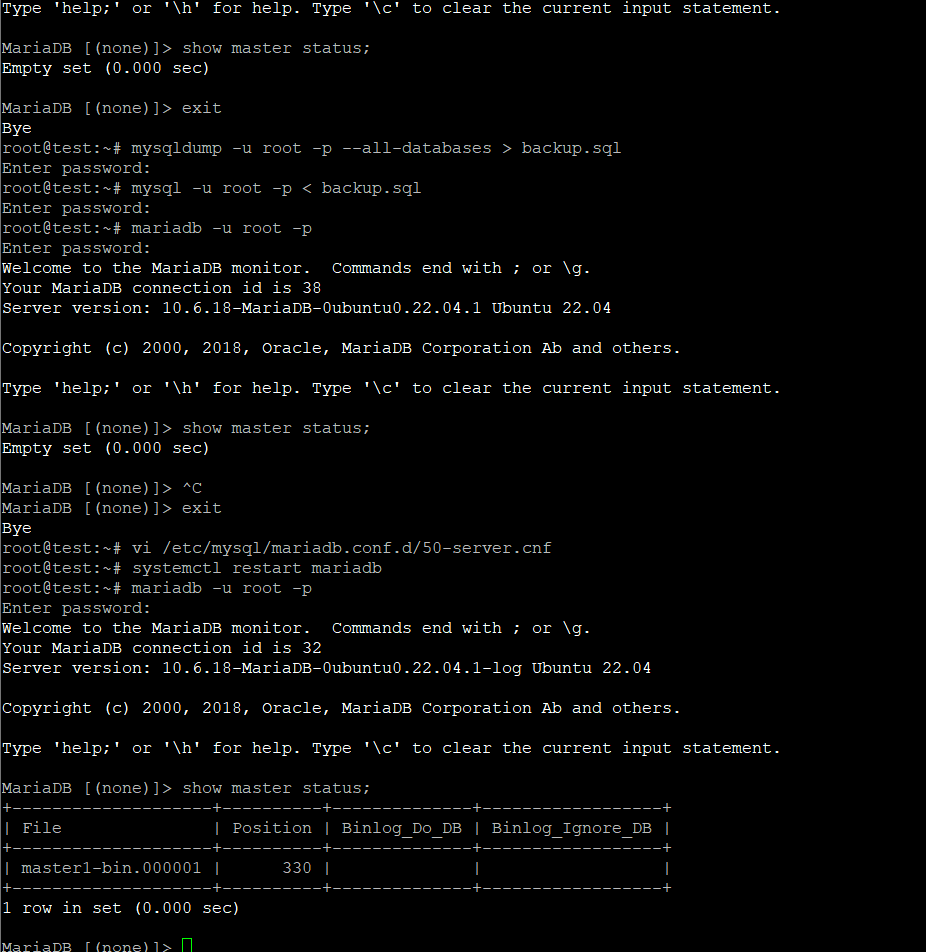 Type 'help;' or '\h' for help. Type '\c' to clear the current input statement.
MariaDB [(none)]> show master status;
Empty set (0.000 sec)
MariaDB [(none)]> exit
Bye
root@test:~# mysqldump -u root -p --all-databases > backup.sql
Enter password:
root@test:~# mysql -u root -p < backup.sql
Enter password:
root@test:~# mariadb -u root -p
Enter password:
Welcome to the MariaDB monitor.  Commands end with ; or \g.
Your MariaDB connection id is 38
Server version: 10.6.18-MariaDB-0ubuntu0.22.04.1 Ubuntu 22.04
Copyright (c) 2000, 2018, Oracle, MariaDB Corporation Ab and others.
Type 'help;' or '\h' for help. Type '\c' to clear the current input statement.
MariaDB [(none)]> show master status;
Empty set (0.000 sec)
MariaDB [(none)]> ^C
MariaDB [(none)]> exit
Bye
root@test:~# vi /etc/mysql/mariadb.conf.d/50-server.cnf
root@test:~# systemctl restart mariadb
root@test:~# mariadb -u root -p
Enter password:
Welcome to the MariaDB monitor.  Commands end with ; or \g.
Your MariaDB connection id is 32
Server version: 10.6.18-MariaDB-0ubuntu0.22.04.1-log Ubuntu 22.04
Copyright (c) 2000, 2018, Oracle, MariaDB Corporation Ab and others.
Type 'help;' or '\h' for help. Type '\c' to clear the current input statement.
MariaDB [(none)]> show master status;
+--------------------+----------+--------------+------------------+
| File               | Position | Binlog_Do_DB | Binlog_Ignore_DB |
+--------------------+----------+--------------+------------------+
| master1-bin.000001 |      330 |              |                  |
+--------------------+----------+--------------+------------------+
1 row in set (0.000 sec)
MariaDB [(none)]>